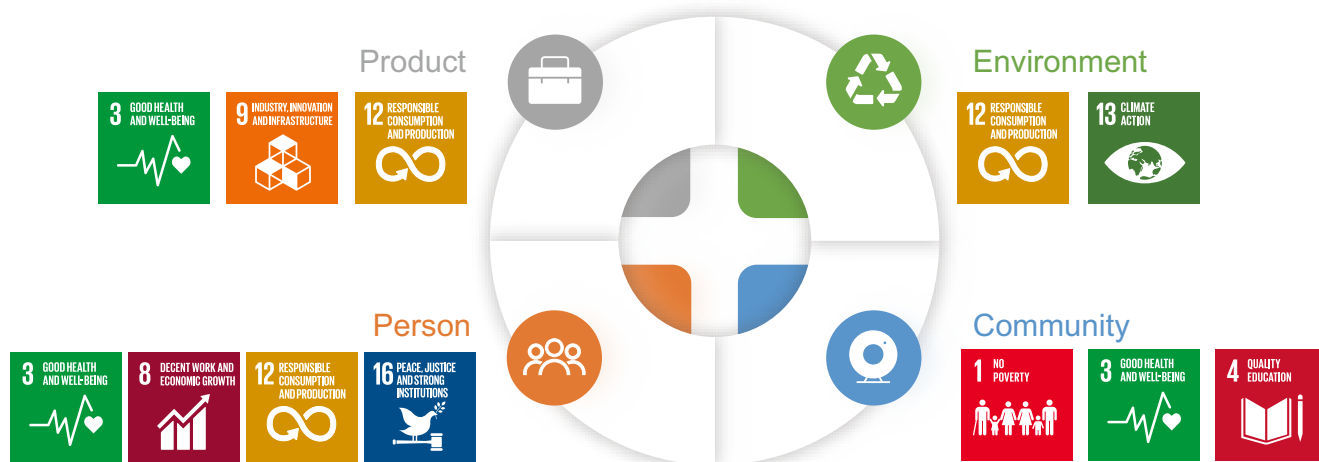 Product
3 GOOD HEALTH
AND WELL-BEING
9 INDUSTRY, INNOVATION
AND INFRASTRUCTURE
12 RESPONSIBLE
CONSUMPTION
AND PRODUCTION
Environment
12 RESPONSIBLE
CONSUMPTION
AND PRODUCTION
13 CLIMATE
ACTION
Person
3 GOOD HEALTH
AND WELL-BEING
8 DECENT WORK AND
ECONOMIC GROWTH
12 RESPONSIBLE
CONSUMPTION
AND PRODUCTION
16 PEACE, JUSTICE
AND STRONG
INSTITUTIONS
Community
1 NO
POVERTY
3 GOOD HEALTH
AND WELL-BEING
4 QUALITY
EDUCATION